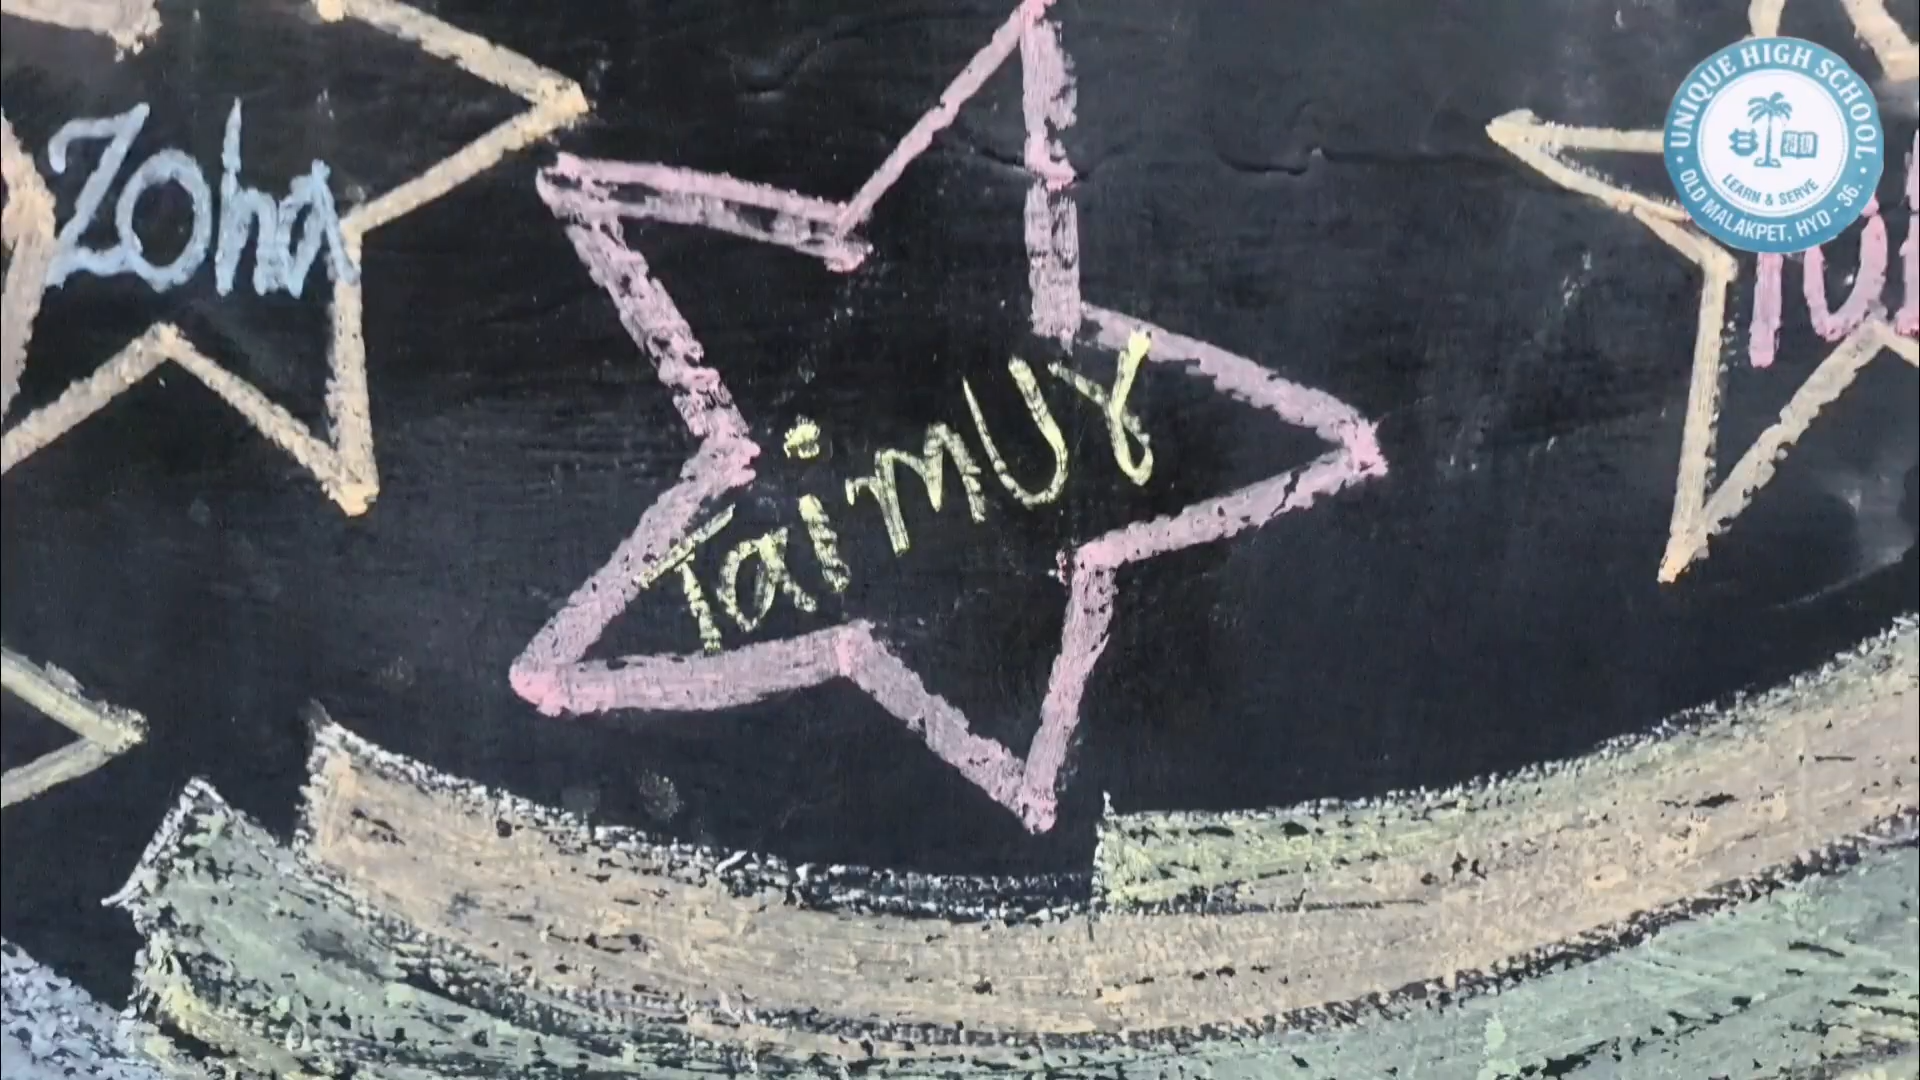 Zoha
TaimUr
UNIQUE HIGH SCHOOL
LEARN & SERVE
OLD MALAKPET, HYD - 36.